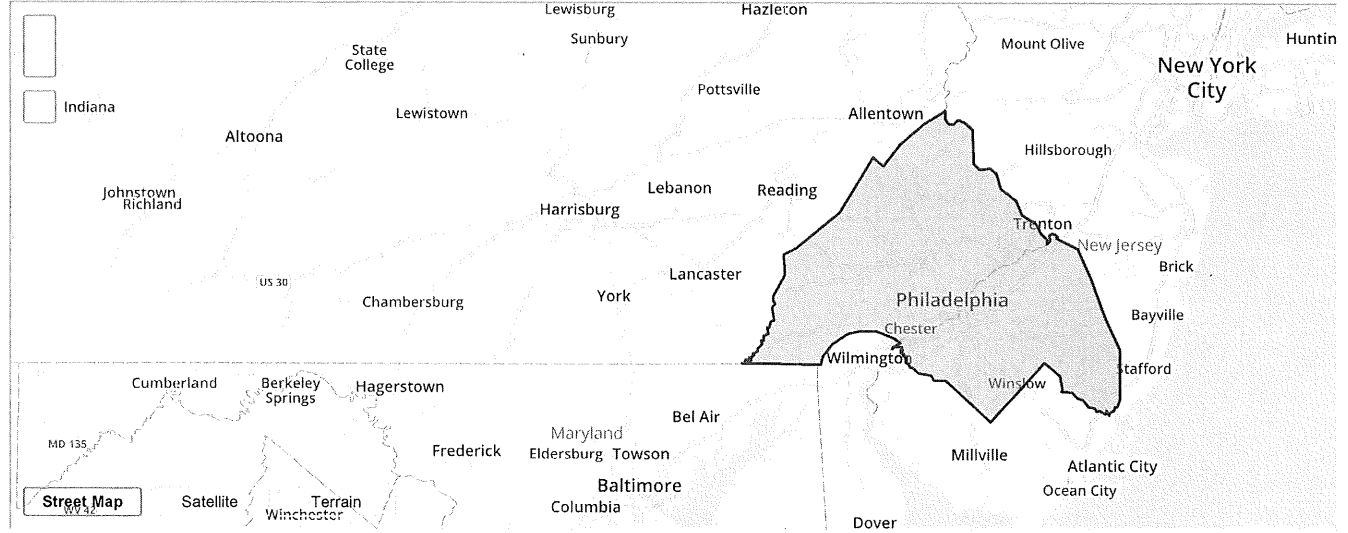 Lewisburg
Hazleton
Sunbury
Mount Olive
Huntin
State
College
New York
City
Pottsville
Indiana
Lewistown
Allentown
Altoona
Hillsborough
Johnstown
Richland
Lebanon
Reading
Harrisburg
Trenton
New Jersey
Brick
Lancaster
US 30
York
Chambersburg
Philadelphia
Bayville
Chester
Wilmington
Stafford
Cumberland
Berkeley
Springs
Hagerstown
Winslow
Bel Air
Maryland
MD 135
Frederick
Eldersburg
Towson
Millville
Atlantic City
Baltimore
Ocean City
Street Map
Satellite
Terrain
WV 42
Columbia
Winchester
Dover